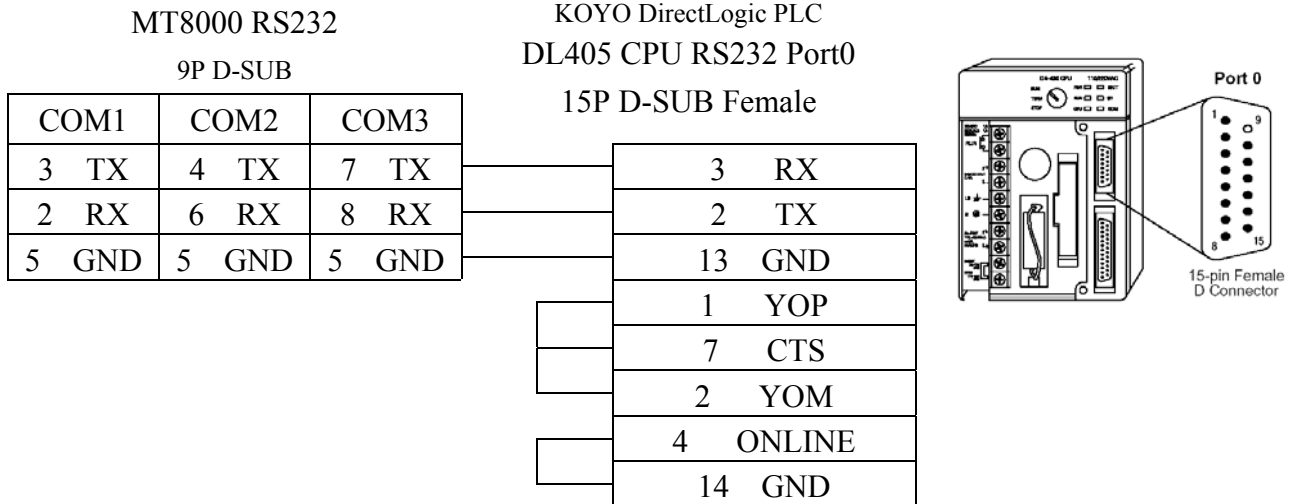 MT8000 RS232
9P D-SUB
COM1 COM2 COM3
3 TX 4 TX 7 TX
2 RX 6 RX 8 RX
5 GND 5 GND 5 GND
KOYO DirectLogic PLC
DL405 CPU RS232 Port0
15P D-SUB Female
3 RX
2 TX
13 GND
1 YOP
7 CTS
2 YOM
4 ONLINE
14 GND
Port 0
1
9
8
15
15-pin Female
D Connector